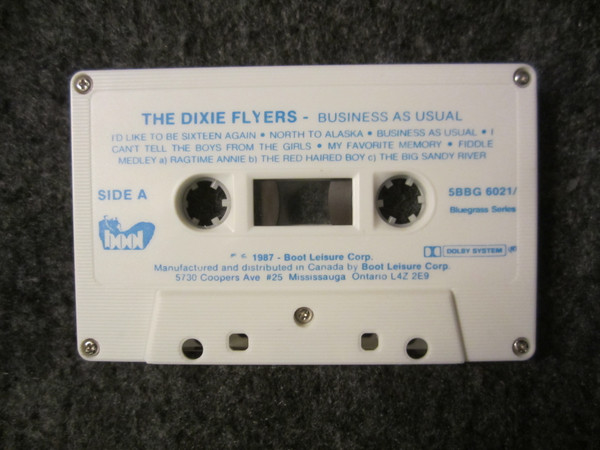 THE DIXIE FLYERS - BUSINESS AS USUAL
I'D LIKE TO BE SIXTEEN AGAIN • NORTH TO ALASKA • BUSINESS AS USUAL • I
CAN'T TELL THE BOYS FROM THE GIRLS • MY FAVORITE MEMORY • FIDDLE
MEDLEY a) RAGTIME ANNIE b) THE RED HAIRED BOY c) THE BIG SANDY RIVER
SIDE A
5BBG 6021/
Bluegrass Series
boot
DOLBY SYSTEM
1987 - Boot Leisure Corp.
Manufactured and distributed in Canada by Boot Leisure Corp.
5730 Coopers Ave #25 Mississauga Ontario L4Z 2E9